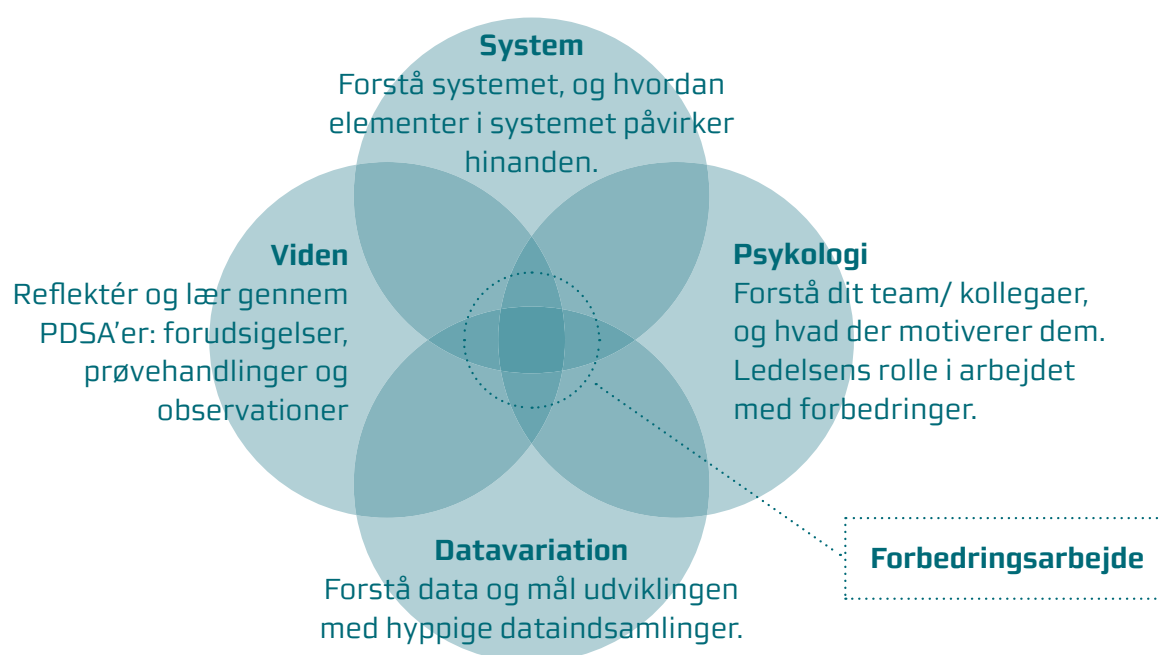 System
Forstå systemet, og hvordan
elementer i systemet påvirker
hinanden.
Viden
Reflektér og lær gennem
PDSA’er: forudsigelser,
prøvehandlinger og
observationer
Psykologi
Forstå dit team/ kollegaer,
og hvad der motiverer dem.
Ledelsens rolle i arbejdet
med forbedringer.
Datavariation
Forstå data og mål udviklingen
med hyppige dataindsamlinger.
Forbedringsarbejde